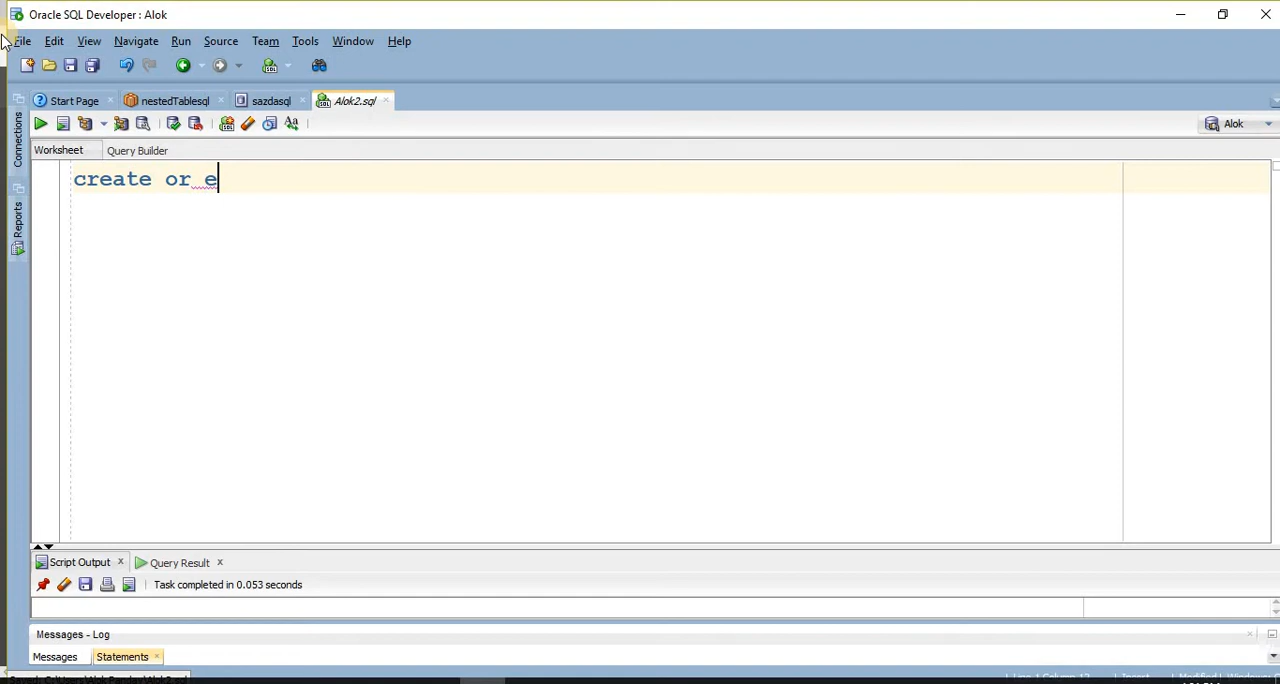 Oracle SQL Developer : Alok
File Edit View Navigate Run Source Team Tools Window Help
Start Page nestedTablesql sazdasql Alok2.sql
Connections
Reports
Alok
Worksheet Query Builder
create or e
Script Output Query Result
Task completed in 0.053 seconds
Messages - Log
Messages Statements